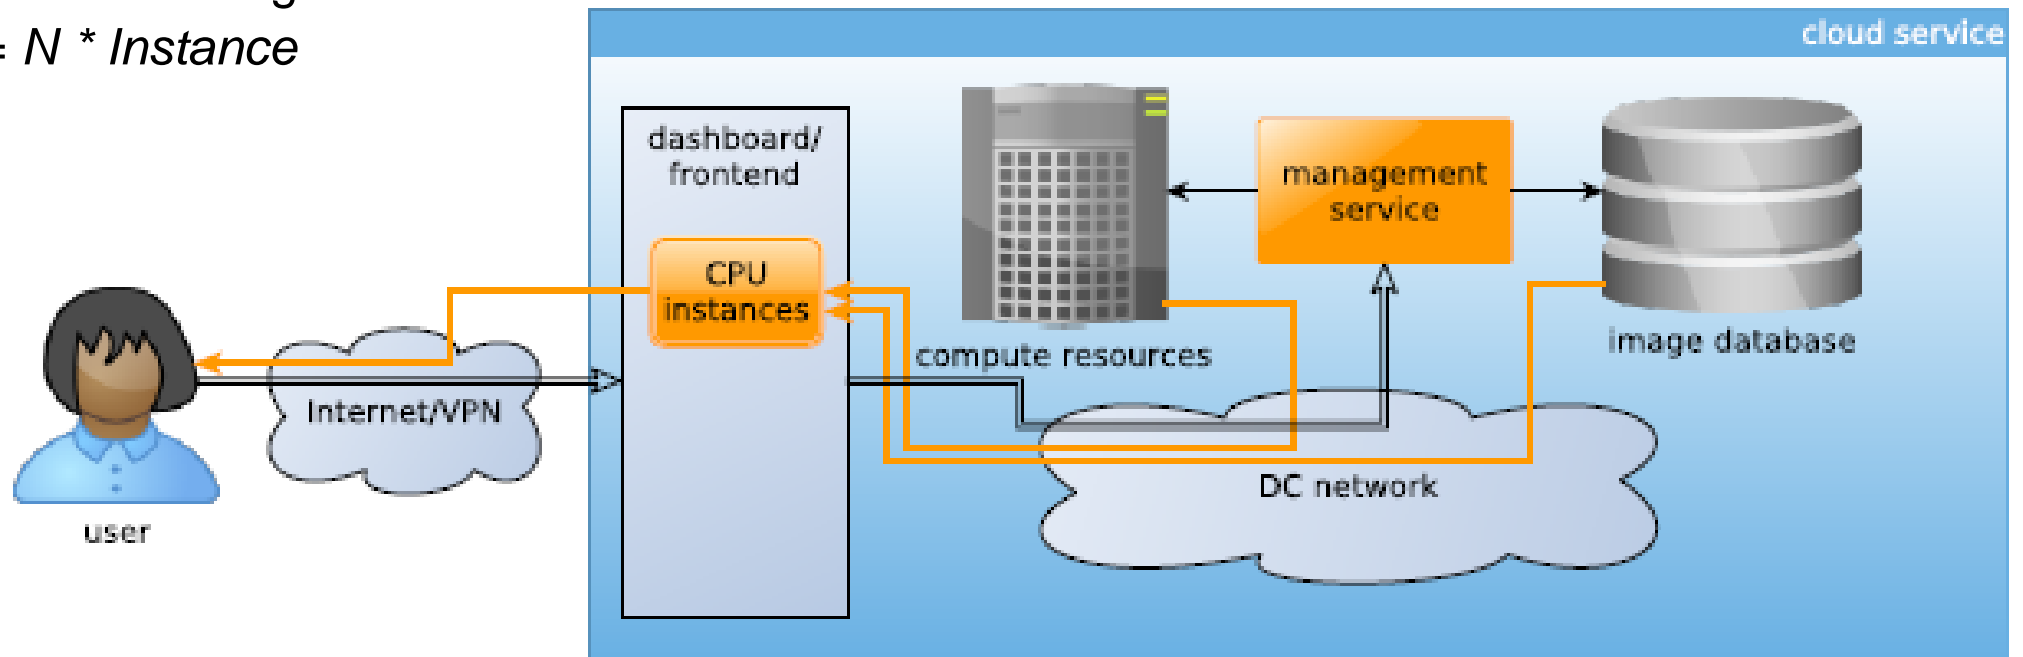 = N * Instance
cloud service
dashboard/
frontend
CPU
instances
management
service
compute resources
image database
Internet/VPN
DC network
user